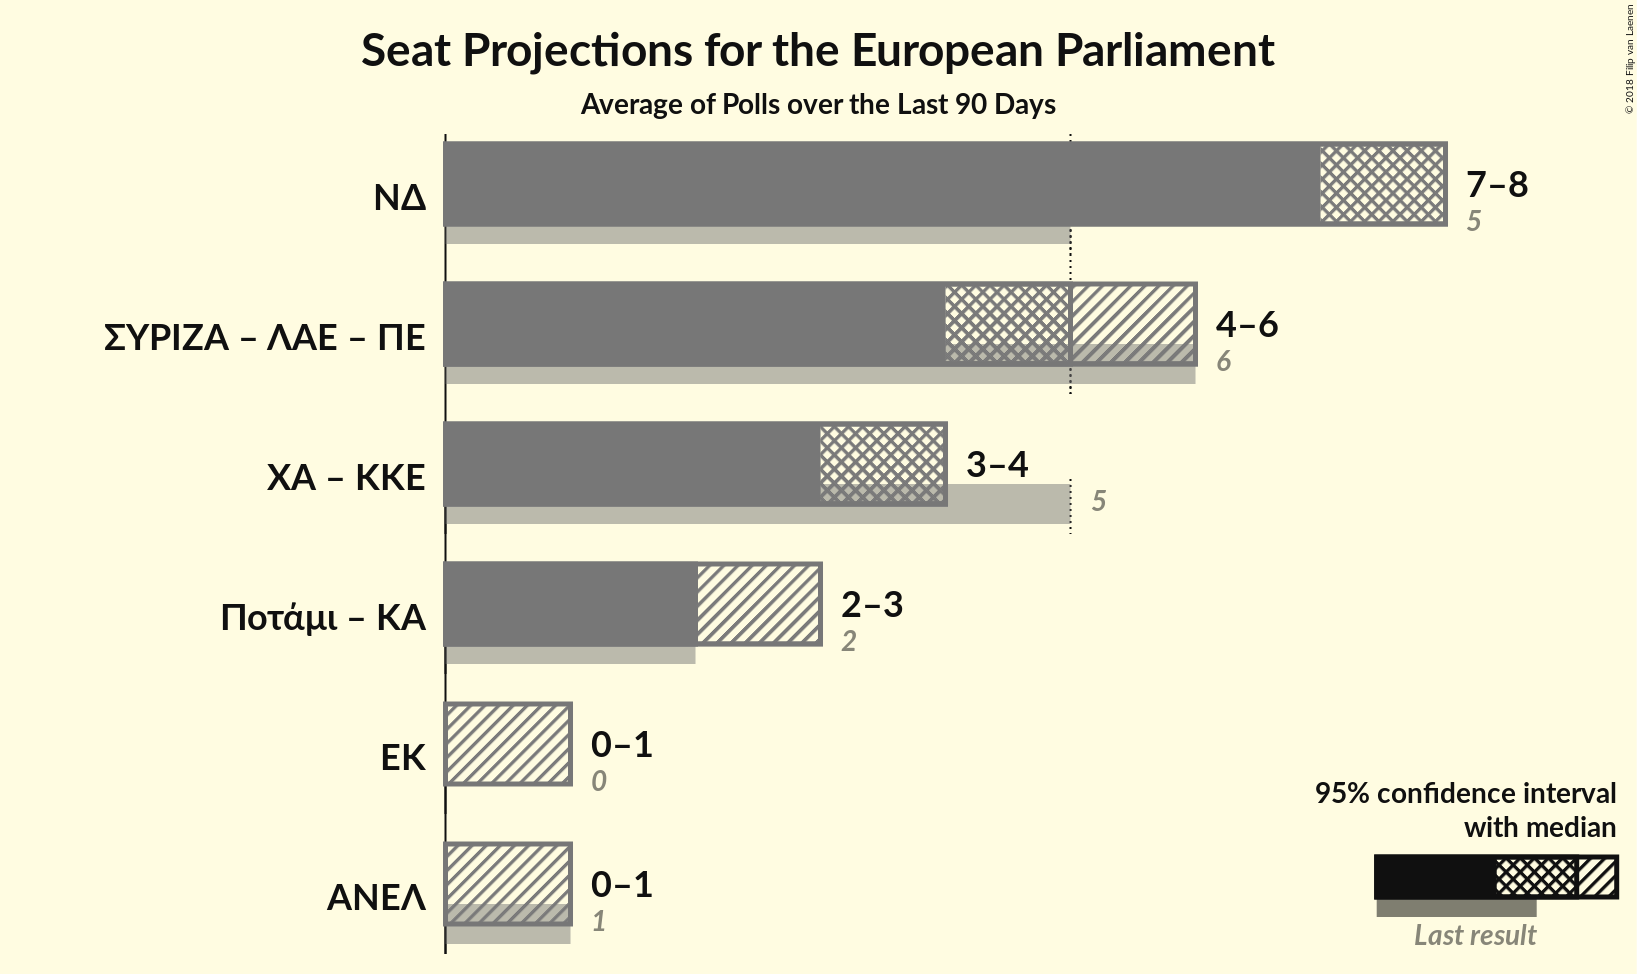 Seat Projections for the European Parliament
Average of Polls over the Last 90 Days
© 2018 Filip van Laenen
ΝΔ
7–8
5
ΣΥΡΙΖΑ – ΛΑΕ – ΠΕ
4–6
6
ΧΑ – ΚΚΕ
3–4
5
Ποτάμι – ΚΑ
2–3
2
ΕΚ
0–1
0
ΑΝΕΛ
0–1
1
95% confidence interval
with median
Last result